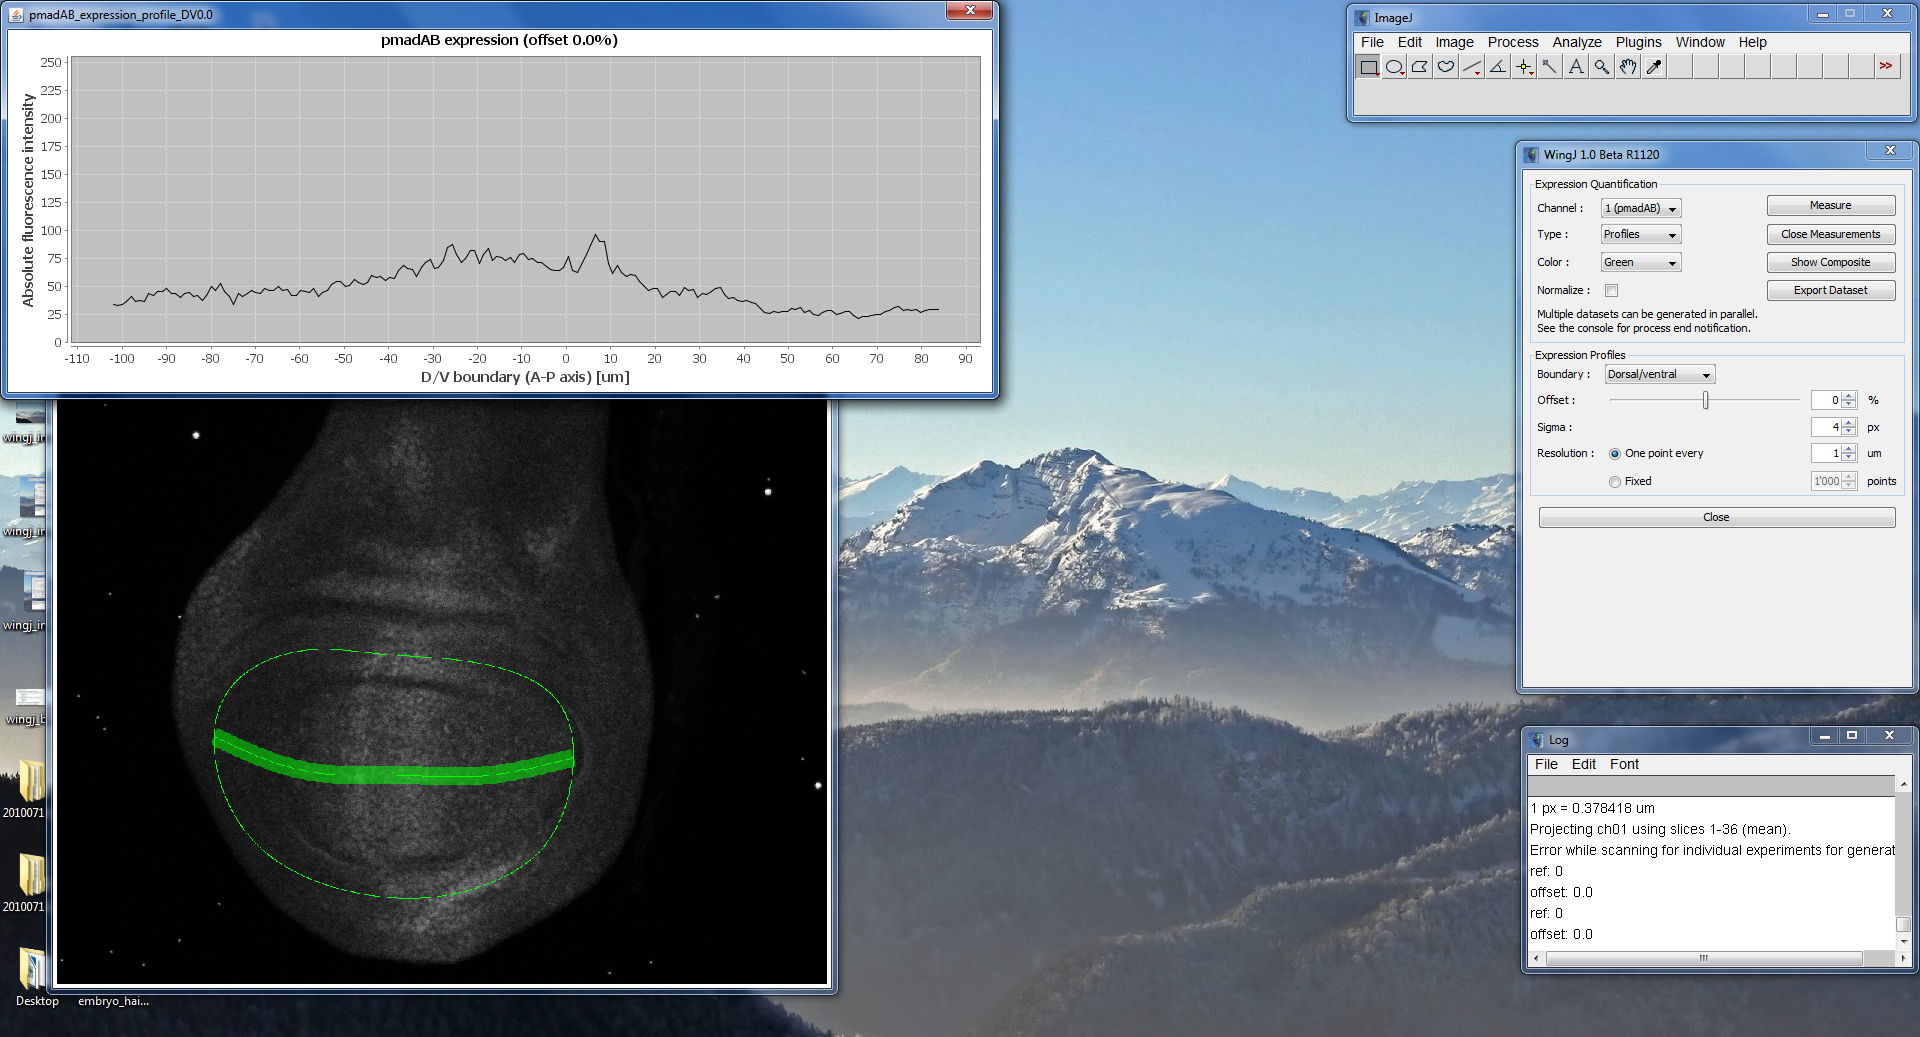 pmadAB_expression_profile_DV0.0
pmadAB expression (offset 0.0%)
Absolute fluorescence intensity
250
225
200
175
150
125
100
75
50
25
0
-110 -100 -90 -80 -70 -60 -50 -40 -30 -20 -10 0 10 20 30 40 50 60 70 80 90
D/V boundary (A-P axis) [um]
ImageJ
File Edit Image Process Analyze Plugins Window Help
A >>
WingJ 1.0 Beta R1120
Expression Quantification
Channel : 1 (pmadAB) Measure
Type : Profiles Close Measurements
Color : Green Show Composite
Normalize : Export Dataset
Multiple datasets can be generated in parallel.
See the console for process end notification.
Expression Profiles
Boundary : Dorsal/ventral
Offset : 0 %
Sigma : 4 px
Resolution : One point every 1 um
Fixed 1'000 points
Close
Log
File Edit Font
1 px = 0.378418 um
Projecting ch01 using slices 1-36 (mean).
Error while scanning for individual experiments for generat
ref: 0
offset: 0.0
ref: 0
offset: 0.0
wingj_in
wingj_in
wingj_in
wingj_b
2010071
2010071
Desktop embryo_hai...